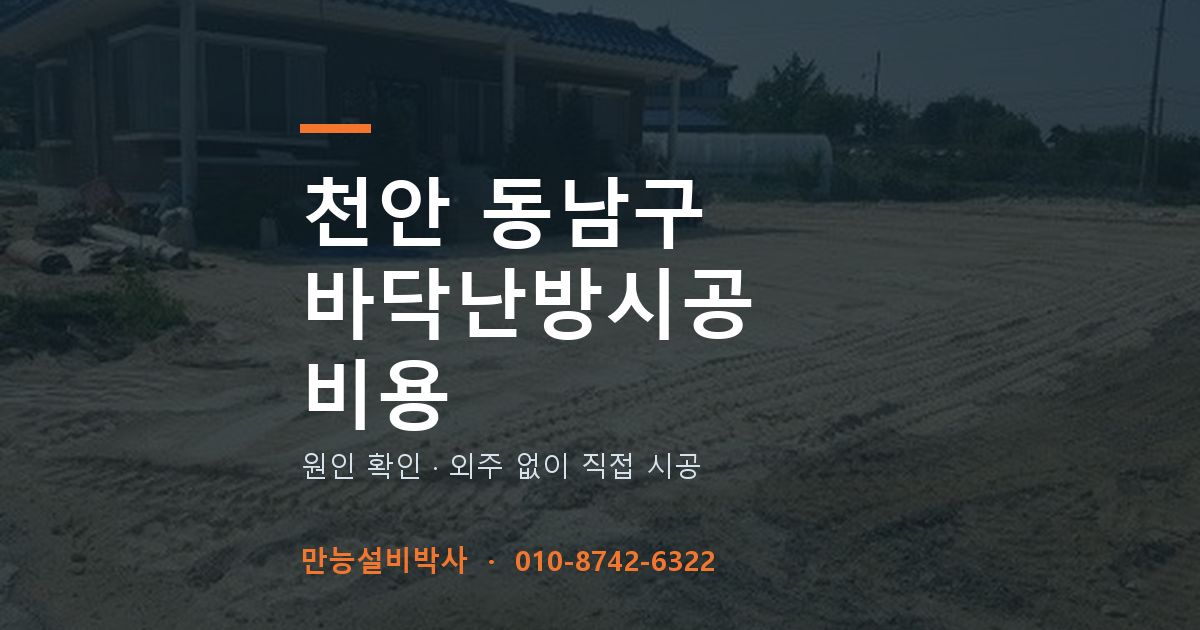 천안 동남구
바닥난방시공
비용
원인 확인 · 외주 없이 직접 시공
만능설비박사 · 010-8742-6322